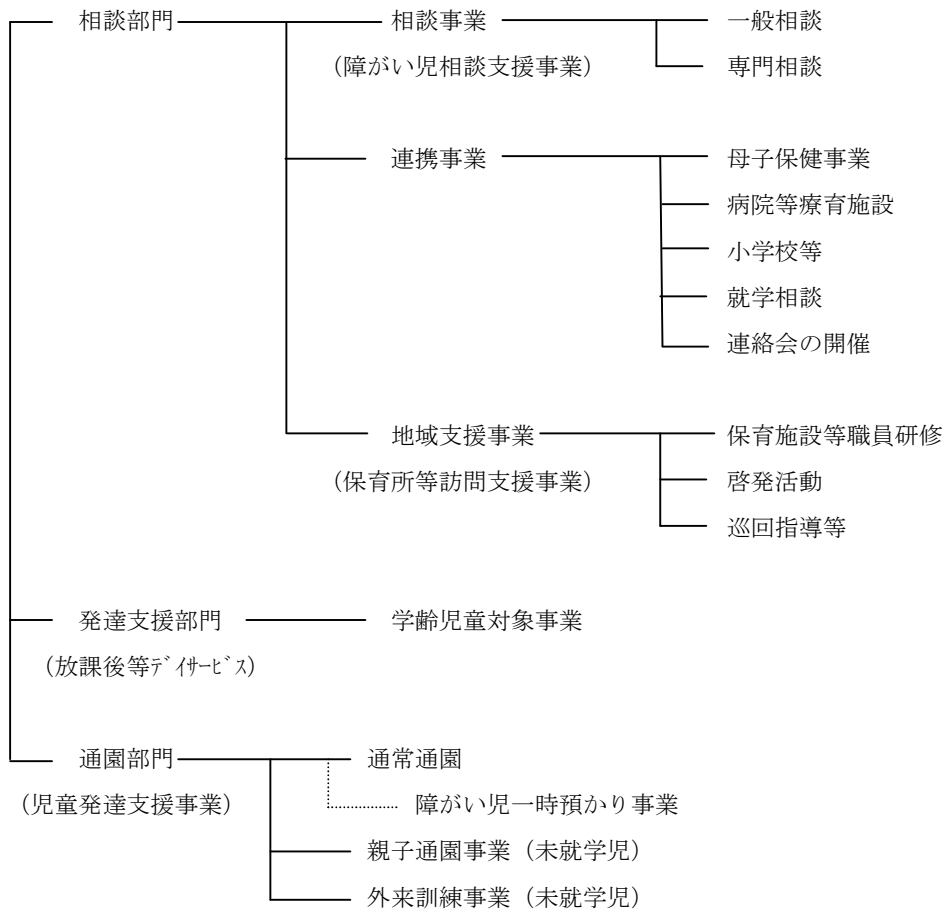 相談部門 相談事業 一般相談
(障がい児相談支援事業) 専門相談
連携事業 母子保健事業
病院等療育施設
小学校等
就学相談
連絡会の開催
地域支援事業 保育施設等職員研修
(保育所等訪問支援事業) 啓発活動
巡回指導等
発達支援部門 学齢児童対象事業
(放課後等ﾃﾞｲｻｰﾋﾞｽ)
通園部門 通常通園
(児童発達支援事業) 障がい児一時預かり事業
親子通園事業(未就学児)
外来訓練事業(未就学児)